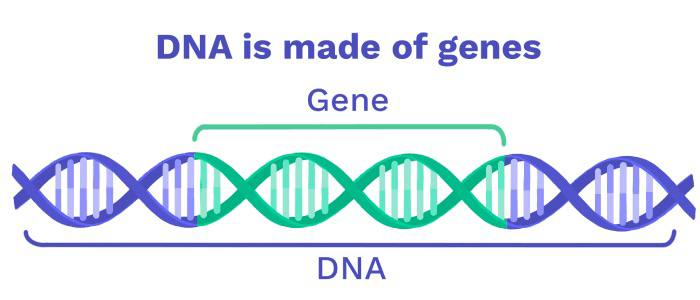 DNA is made of genes
Gene
DNA